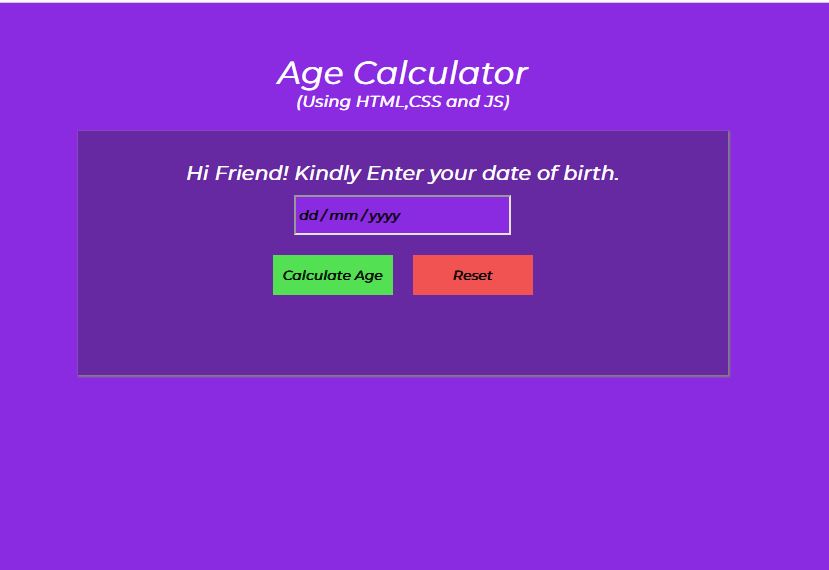 Age Calculator
(Using HTML,CSS and JS)
Hi Friend! Kindly Enter your date of birth.
dd/mm/yyyy
Calculate Age
Reset